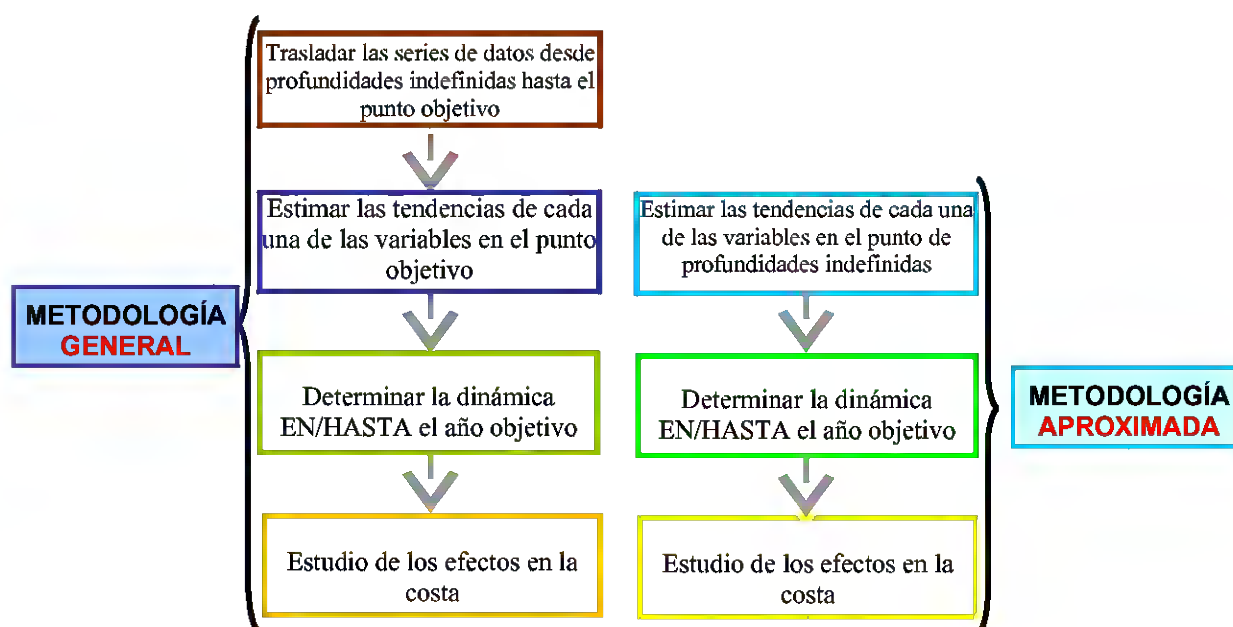 Trasladar las series de datos desde
profundidades indefinidas hasta el
punto objetivo
Estimar las tendencias de cada
una de las variables en el punto
objetivo
Determinar la dinámica
EN/HASTA el año objetivo
Estudio de los efectos en la
costa
METODOLOGÍA
GENERAL
Estimar las tendencias de cada una
de las variables en el punto de
profundidades indefinidas
Determinar la dinámica
EN/HASTA el año objetivo
Estudio de los efectos en la
costa
METODOLOGÍA
APROXIMADA